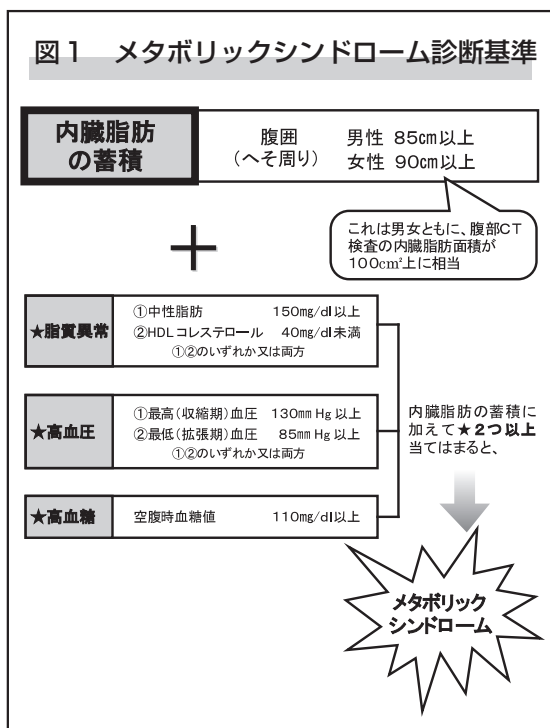 図1 メタボリックシンドローム診断基準
内臓脂肪
の蓄積
腹囲
(へそ周り)
男性 85cm以上
女性 90cm以上
これは男女ともに、腹部CT
検査の内臓脂肪面積が
100c㎡上に相当
+
★脂質異常
①中性脂肪 150mg/dl以上
②HDLコレステロール 40mg/dl未満
①②のいずれか又は両方
★高血圧
①最高(収縮期)血圧 130mm Hg 以上
②最低(拡張期)血圧 85mm Hg 以上
①②のいずれか又は両方
★高血糖
空腹時血糖値 110mg/dl以上
内臓脂肪の蓄積に
加えて★2つ以上
当てはまると、
メタボリック
シンドローム